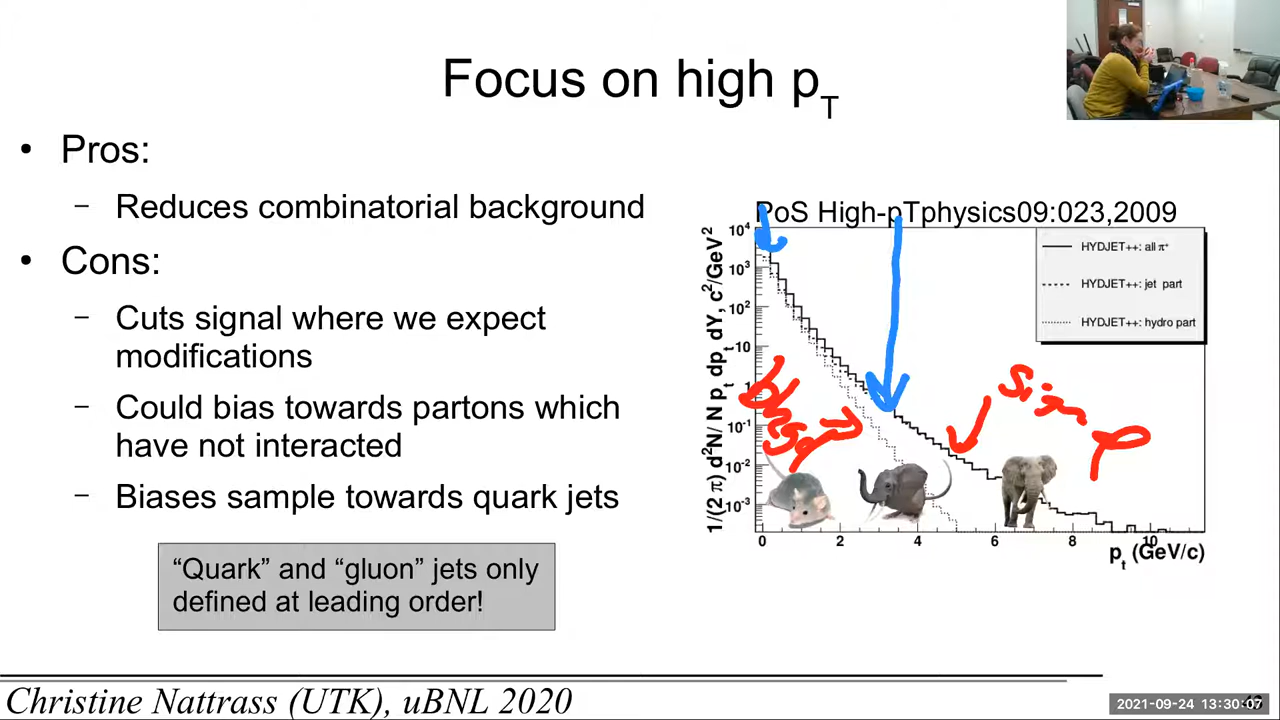 Focus on high pT
• Pros:
– Reduces combinatorial background
• Cons:
– Cuts signal where we expect
modifications
– Could bias towards partons which
have not interacted
– Biases sample towards quark jets
“Quark” and “gluon” jets only
defined at leading order!
PoS High-pTphysics09:023,2009
1/(2 π) d²N/ N pt dpt dY, c²/GeV²
10⁴
10³
10²
10
1
10⁻¹
10⁻²
10⁻³
HYDJET++: all π⁺
HYDJET++: jet part
HYDJET++: hydro part
0 2 4 6 8 10
pt (GeV/c)
Christine Nattrass (UTK), uBNL 2020
2021-09-24 13:30:07